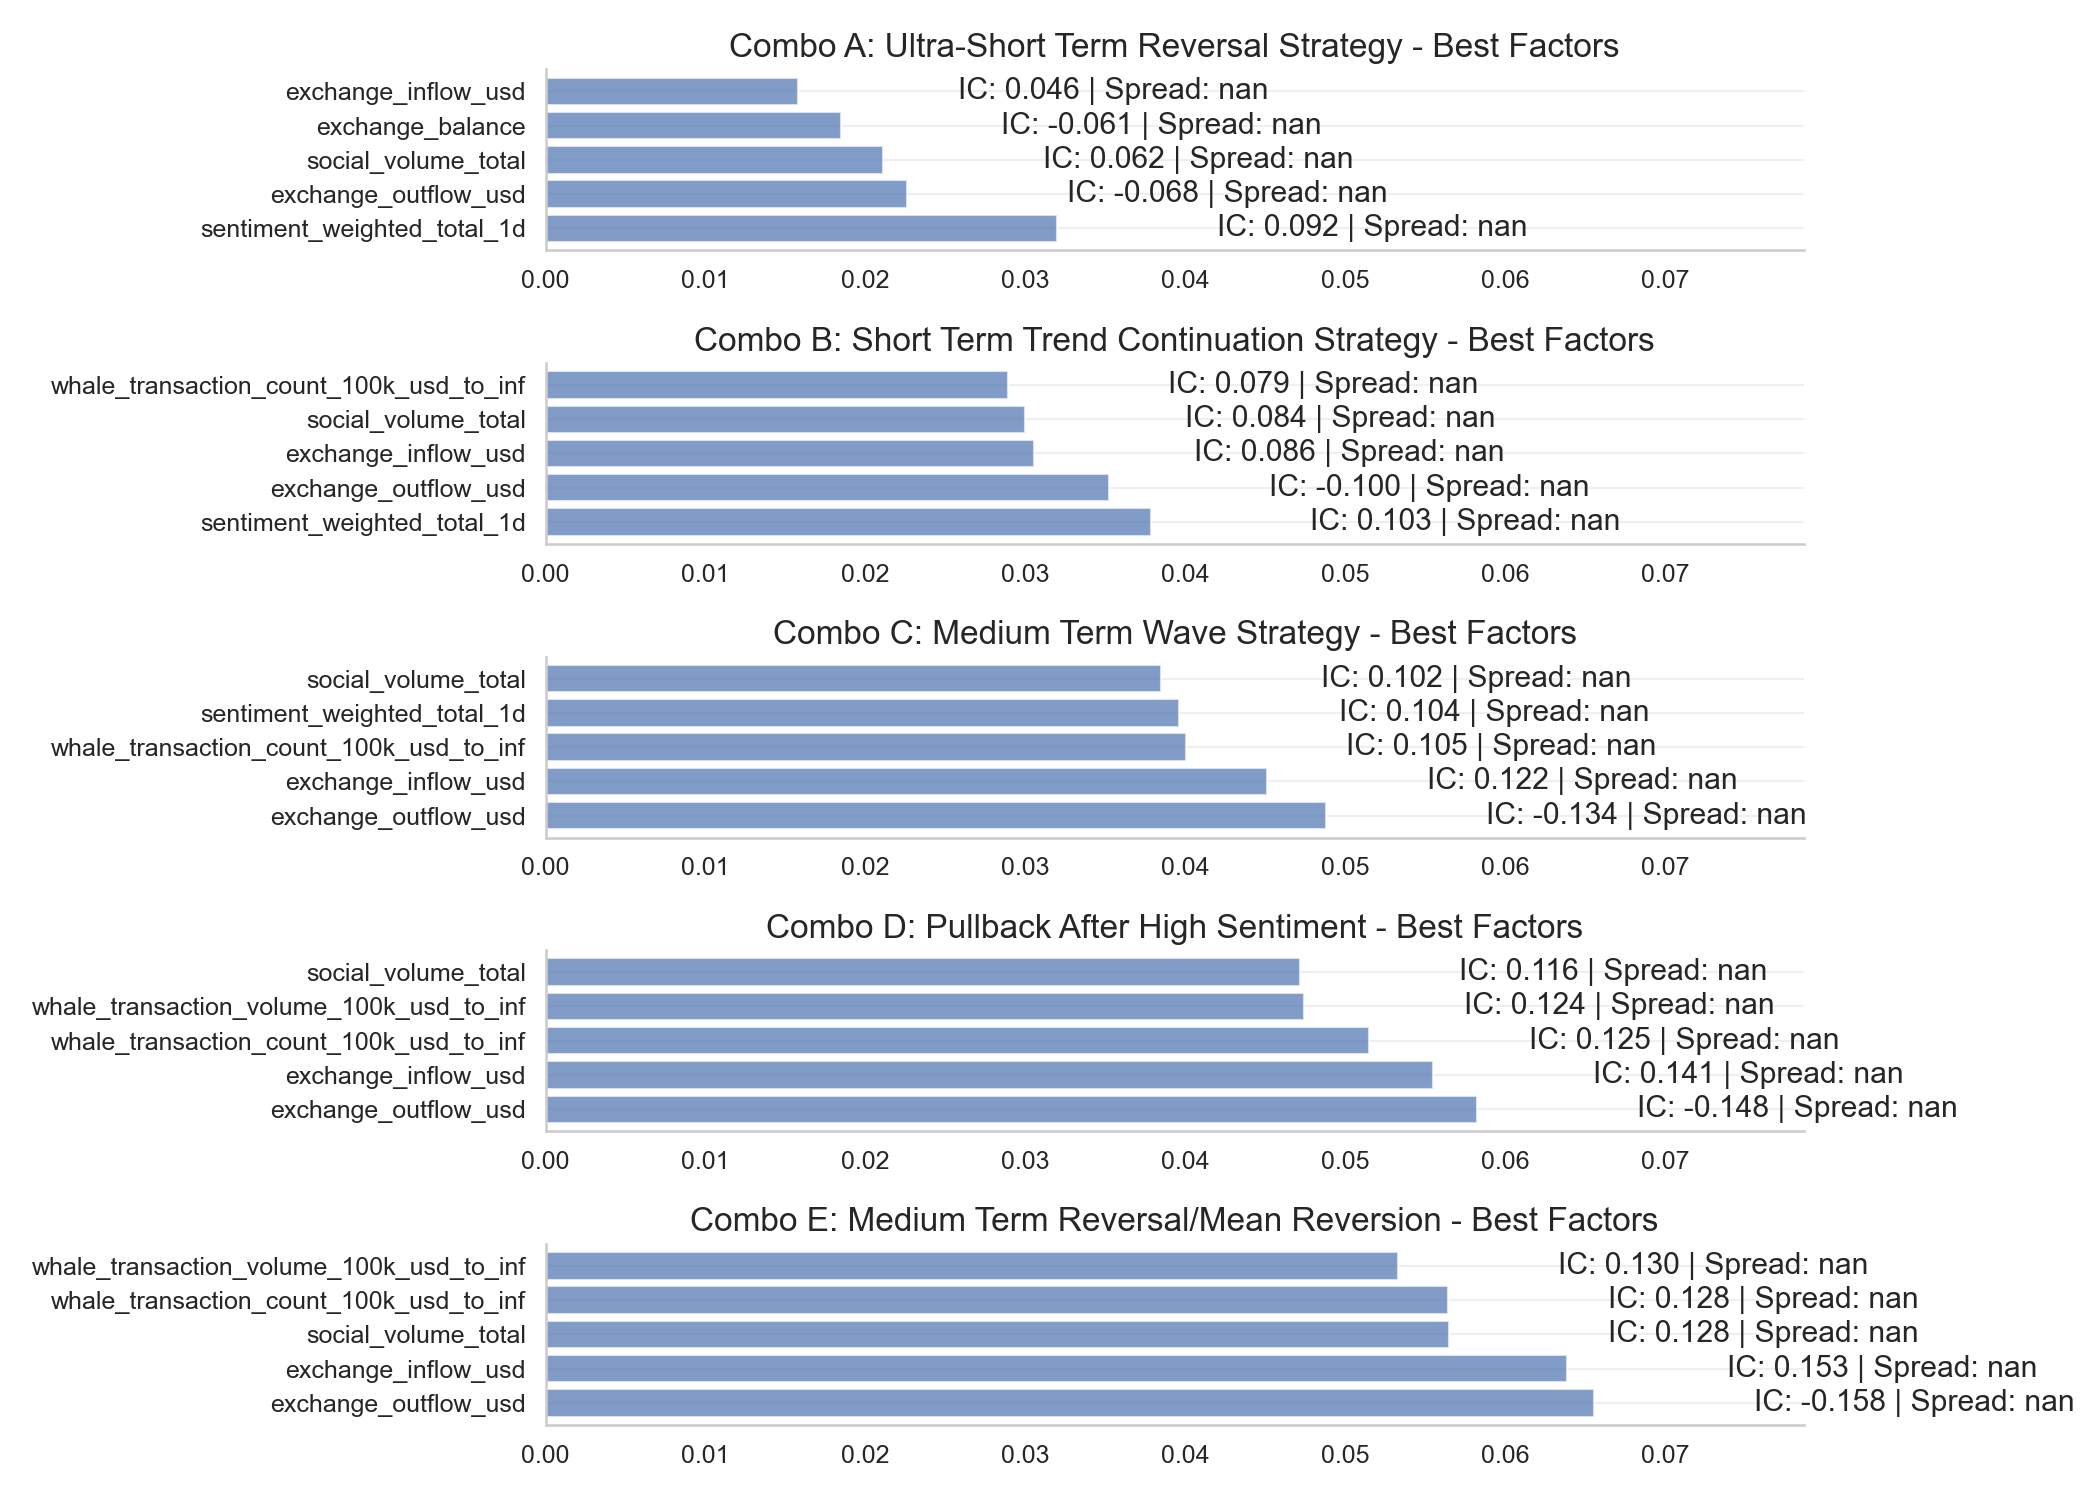 Combo A: Ultra-Short Term Reversal Strategy - Best Factors
exchange_inflow_usd IC: 0.046 | Spread: nan
exchange_balance IC: -0.061 | Spread: nan
social_volume_total IC: 0.062 | Spread: nan
exchange_outflow_usd IC: -0.068 | Spread: nan
sentiment_weighted_total_1d IC: 0.092 | Spread: nan
0.00 0.01 0.02 0.03 0.04 0.05 0.06 0.07
Combo B: Short Term Trend Continuation Strategy - Best Factors
whale_transaction_count_100k_usd_to_inf IC: 0.079 | Spread: nan
social_volume_total IC: 0.084 | Spread: nan
exchange_inflow_usd IC: 0.086 | Spread: nan
exchange_outflow_usd IC: -0.100 | Spread: nan
sentiment_weighted_total_1d IC: 0.103 | Spread: nan
0.00 0.01 0.02 0.03 0.04 0.05 0.06 0.07
Combo C: Medium Term Wave Strategy - Best Factors
social_volume_total IC: 0.102 | Spread: nan
sentiment_weighted_total_1d IC: 0.104 | Spread: nan
whale_transaction_count_100k_usd_to_inf IC: 0.105 | Spread: nan
exchange_inflow_usd IC: 0.122 | Spread: nan
exchange_outflow_usd IC: -0.134 | Spread: nan
0.00 0.01 0.02 0.03 0.04 0.05 0.06 0.07
Combo D: Pullback After High Sentiment - Best Factors
social_volume_total IC: 0.116 | Spread: nan
whale_transaction_volume_100k_usd_to_inf IC: 0.124 | Spread: nan
whale_transaction_count_100k_usd_to_inf IC: 0.125 | Spread: nan
exchange_inflow_usd IC: 0.141 | Spread: nan
exchange_outflow_usd IC: -0.148 | Spread: nan
0.00 0.01 0.02 0.03 0.04 0.05 0.06 0.07
Combo E: Medium Term Reversal/Mean Reversion - Best Factors
whale_transaction_volume_100k_usd_to_inf IC: 0.130 | Spread: nan
whale_transaction_count_100k_usd_to_inf IC: 0.128 | Spread: nan
social_volume_total IC: 0.128 | Spread: nan
exchange_inflow_usd IC: 0.153 | Spread: nan
exchange_outflow_usd IC: -0.158 | Spread: nan
0.00 0.01 0.02 0.03 0.04 0.05 0.06 0.07